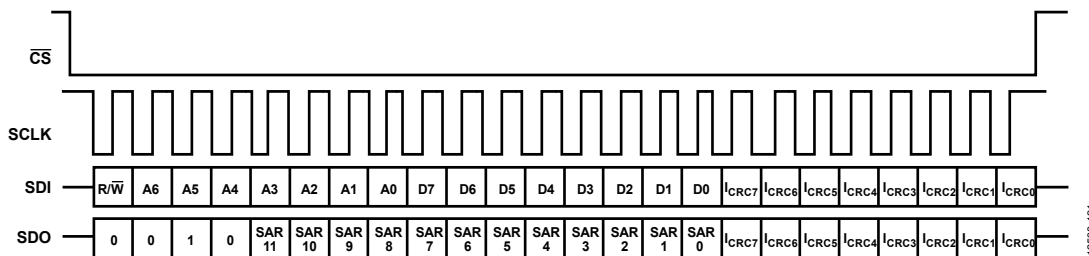 CS
SCLK
SDI R/W A6 A5 A4 A3 A2 A1 A0 D7 D6 D5 D4 D3 D2 D1 D0 ICRC7 ICRC6 ICRC5 ICRC4 ICRC3 ICRC2 ICRC1 ICRC0
SDO 0 0 1 0 SAR 11 SAR 10 SAR 9 SAR 8 SAR 7 SAR 6 SAR 5 SAR 4 SAR 3 SAR 2 SAR 1 SAR 0 ICRC7 ICRC6 ICRC5 ICRC4 ICRC3 ICRC2 ICRC1 ICRC0